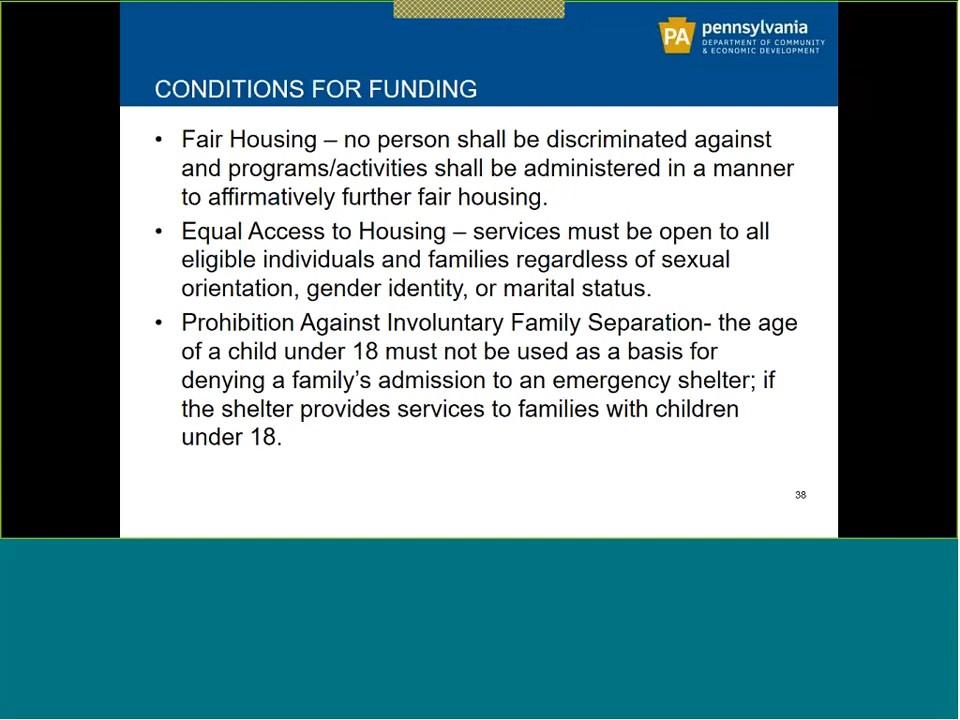 PA
pennsylvania
DEPARTMENT OF COMMUNITY
& ECONOMIC DEVELOPMENT
CONDITIONS FOR FUNDING
• Fair Housing – no person shall be discriminated against
and programs/activities shall be administered in a manner
to affirmatively further fair housing.
• Equal Access to Housing – services must be open to all
eligible individuals and families regardless of sexual
orientation, gender identity, or marital status.
• Prohibition Against Involuntary Family Separation- the age
of a child under 18 must not be used as a basis for
denying a family’s admission to an emergency shelter; if
the shelter provides services to families with children
under 18.
38